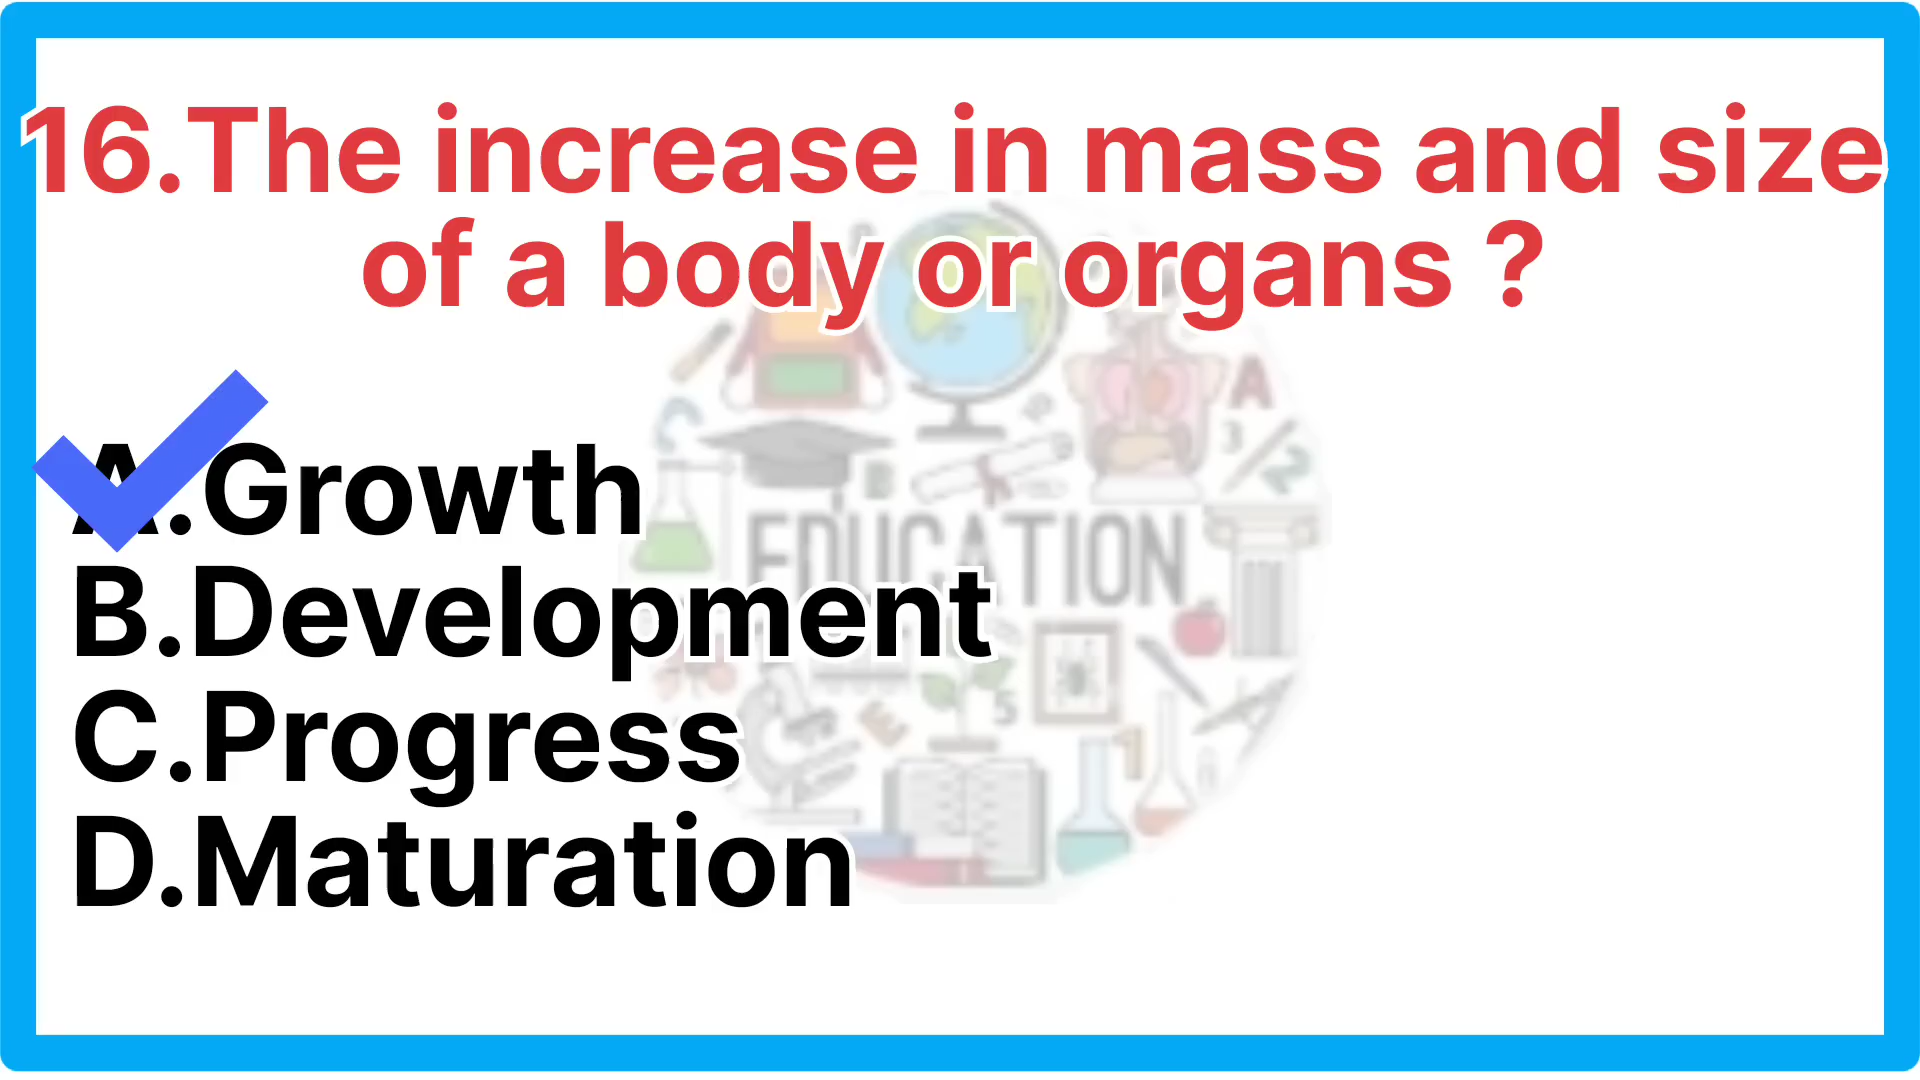 16.The increase in mass and size
of a body or organs ?
A.Growth
B.Development
C.Progress
D.Maturation
EDUCATION